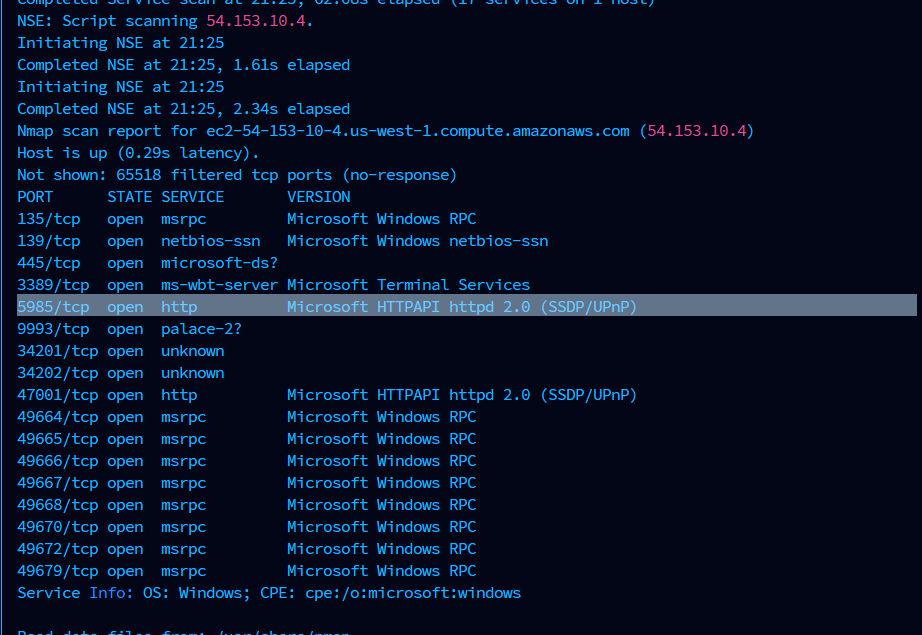 Completed Service scan at 21:25, 62.68s elapsed (17 services on 1 host)
NSE: Script scanning 54.153.10.4.
Initiating NSE at 21:25
Completed NSE at 21:25, 1.61s elapsed
Initiating NSE at 21:25
Completed NSE at 21:25, 2.34s elapsed
Nmap scan report for ec2-54-153-10-4.us-west-1.compute.amazonaws.com (54.153.10.4)
Host is up (0.29s latency).
Not shown: 65518 filtered tcp ports (no-response)
PORT STATE SERVICE VERSION
135/tcp open msrpc Microsoft Windows RPC
139/tcp open netbios-ssn Microsoft Windows netbios-ssn
445/tcp open microsoft-ds?
3389/tcp open ms-wbt-server Microsoft Terminal Services
5985/tcp open http Microsoft HTTPAPI httpd 2.0 (SSDP/UPnP)
9993/tcp open palace-2?
34201/tcp open unknown
34202/tcp open unknown
47001/tcp open http Microsoft HTTPAPI httpd 2.0 (SSDP/UPnP)
49664/tcp open msrpc Microsoft Windows RPC
49665/tcp open msrpc Microsoft Windows RPC
49666/tcp open msrpc Microsoft Windows RPC
49667/tcp open msrpc Microsoft Windows RPC
49668/tcp open msrpc Microsoft Windows RPC
49670/tcp open msrpc Microsoft Windows RPC
49672/tcp open msrpc Microsoft Windows RPC
49679/tcp open msrpc Microsoft Windows RPC
Service Info: OS: Windows; CPE: cpe:/o:microsoft:windows
Read data files from: /usr/share/nmap